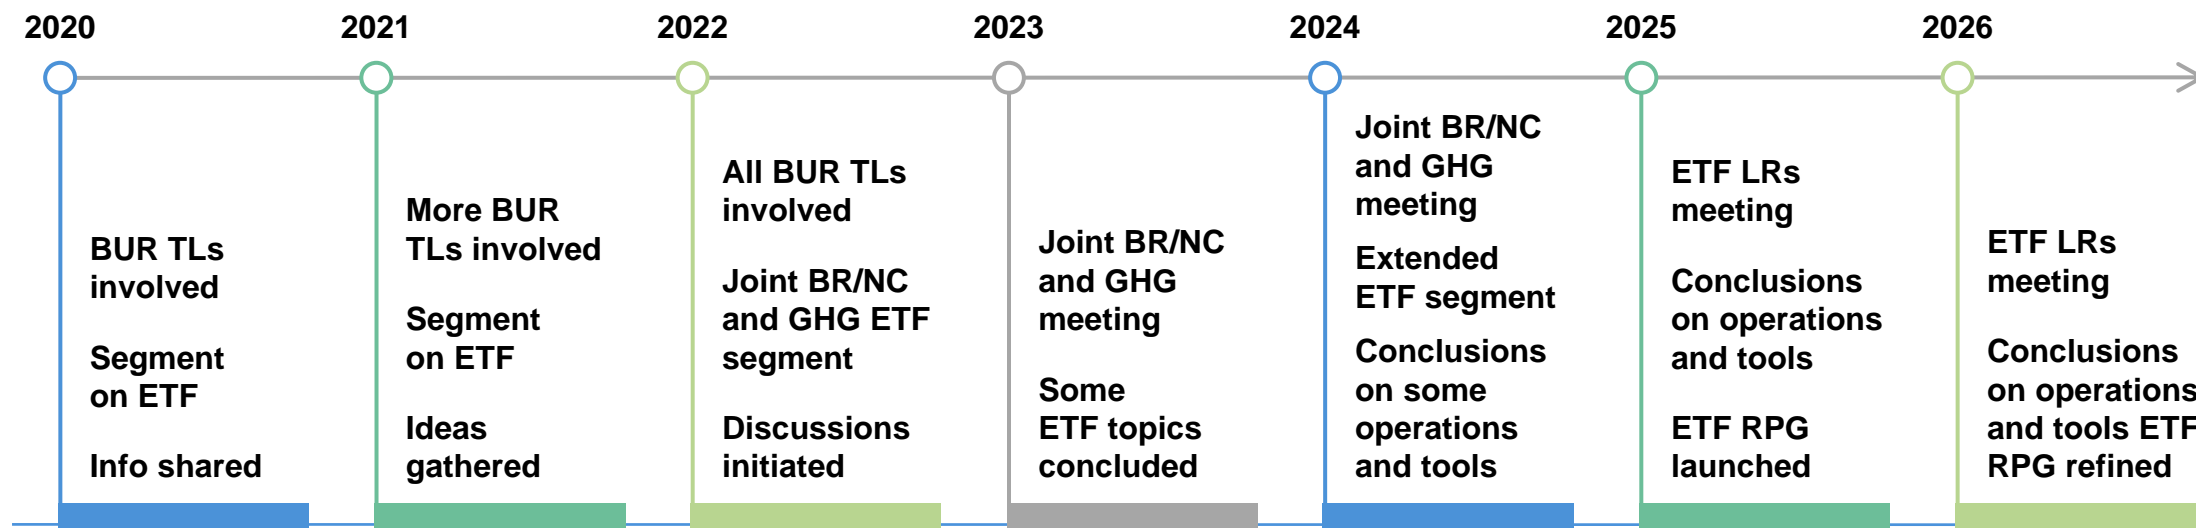 2020
2021
2022
2023
2024
2025
2026
BUR TLs
involved
Segment
on ETF
Info shared
More BUR
TLs involved
Segment
on ETF
Ideas
gathered
All BUR TLs
involved
Joint BR/NC
and GHG ETF
segment
Discussions
initiated
Joint BR/NC
and GHG
meeting
Some
ETF topics
concluded
Joint BR/NC
and GHG
meeting
Extended
ETF segment
Conclusions
on some
operations
and tools
ETF LRs
meeting
Conclusions
on operations
and tools
ETF RPG
launched
ETF LRs
meeting
Conclusions
on operations
and tools ETF
RPG refined